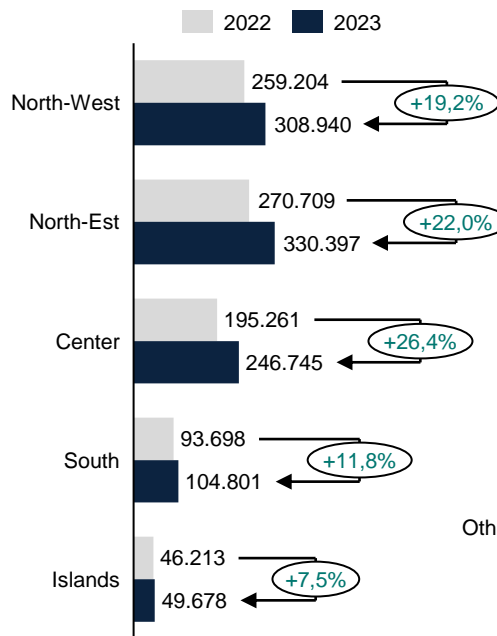 2022 2023
North-West
259.204
308.940
+19,2%
North-Est
270.709
330.397
+22,0%
Center
195.261
246.745
+26,4%
South
93.698
104.801
+11,8%
Oth
Islands
46.213
49.678
+7,5%